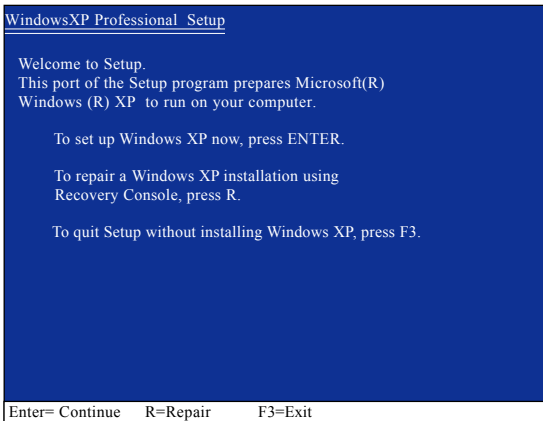 WindowsXP Professional Setup
Welcome to Setup.
This port of the Setup program prepares Microsoft(R)
Windows (R) XP to run on your computer.
To set up Windows XP now, press ENTER.
To repair a Windows XP installation using
Recovery Console, press R.
To quit Setup without installing Windows XP, press F3.
Enter= Continue R=Repair F3=Exit